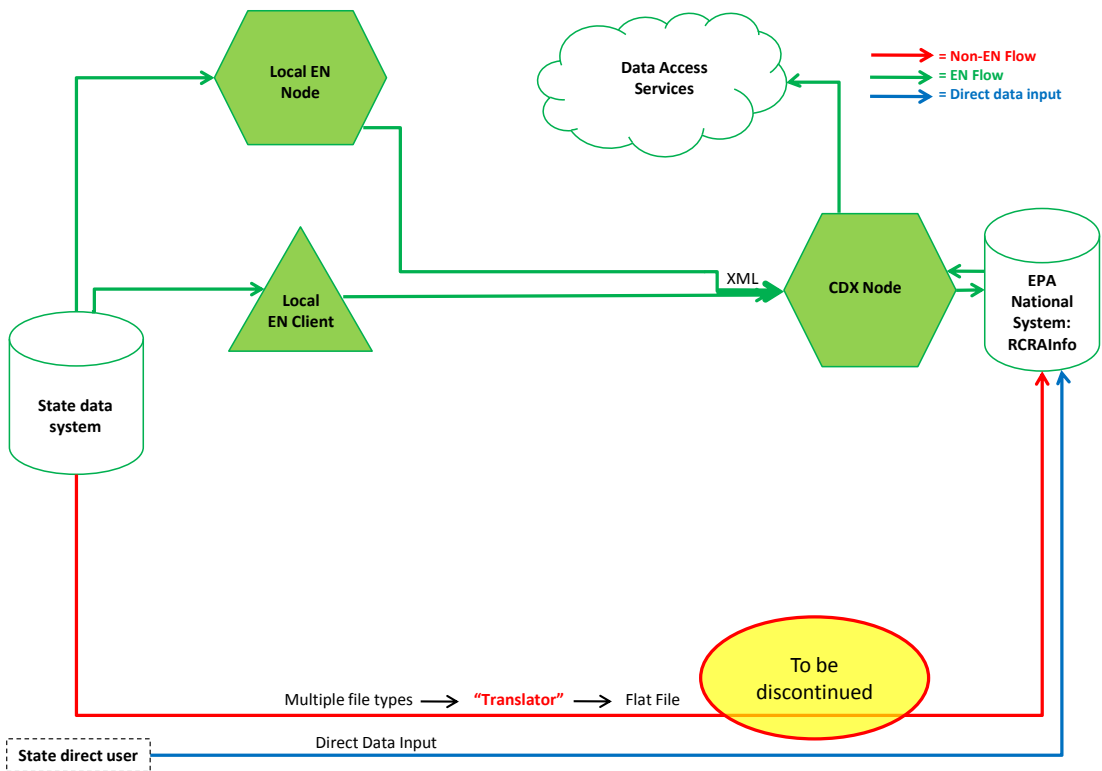 Local EN
Node
Data Access
Services
= Non-EN Flow
= EN Flow
= Direct data input
Local
EN Client
XML
CDX Node
EPA
National
System:
RCRAInfo
State data
system
To be
discontinued
Multiple file types
“Translator”
Flat File
State direct user
Direct Data Input